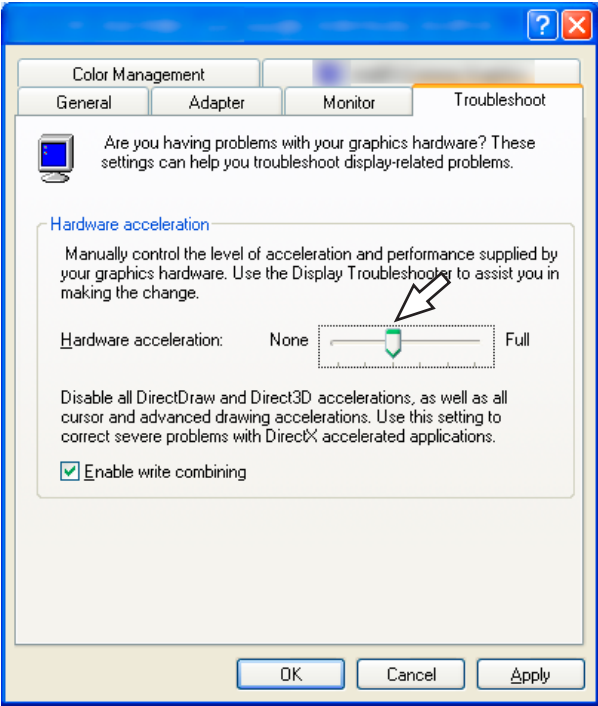 ?
Color Management
General
Adapter
Monitor
Troubleshoot
Are you having problems with your graphics hardware? These
settings can help you troubleshoot display-related problems.
Hardware acceleration
Manually control the level of acceleration and performance supplied by
your graphics hardware. Use the Display Troubleshooter to assist you in
making the change.
Hardware acceleration: None Full
Disable all DirectDraw and Direct3D accelerations, as well as all
cursor and advanced drawing accelerations. Use this setting to
correct severe problems with DirectX accelerated applications.
Enable write combining
OK Cancel Apply